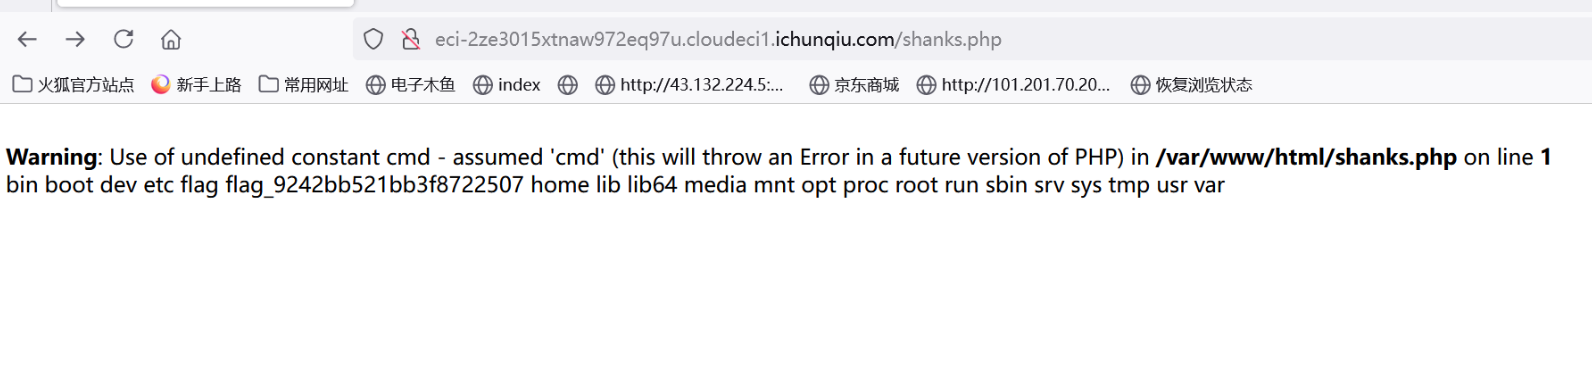 eci-2ze3015xtnaw972eq97u.cloudeci1.ichunqiu.com/shanks.php
火狐官方站点 新手上路 常用网址 电子木鱼 index http://43.132.224.5:... 京东商城 http://101.201.70.20... 恢复浏览状态
Warning: Use of undefined constant cmd - assumed 'cmd' (this will throw an Error in a future version of PHP) in /var/www/html/shanks.php on line 1
bin boot dev etc flag flag_9242bb521bb3f8722507 home lib lib64 media mnt opt proc root run sbin srv sys tmp usr var